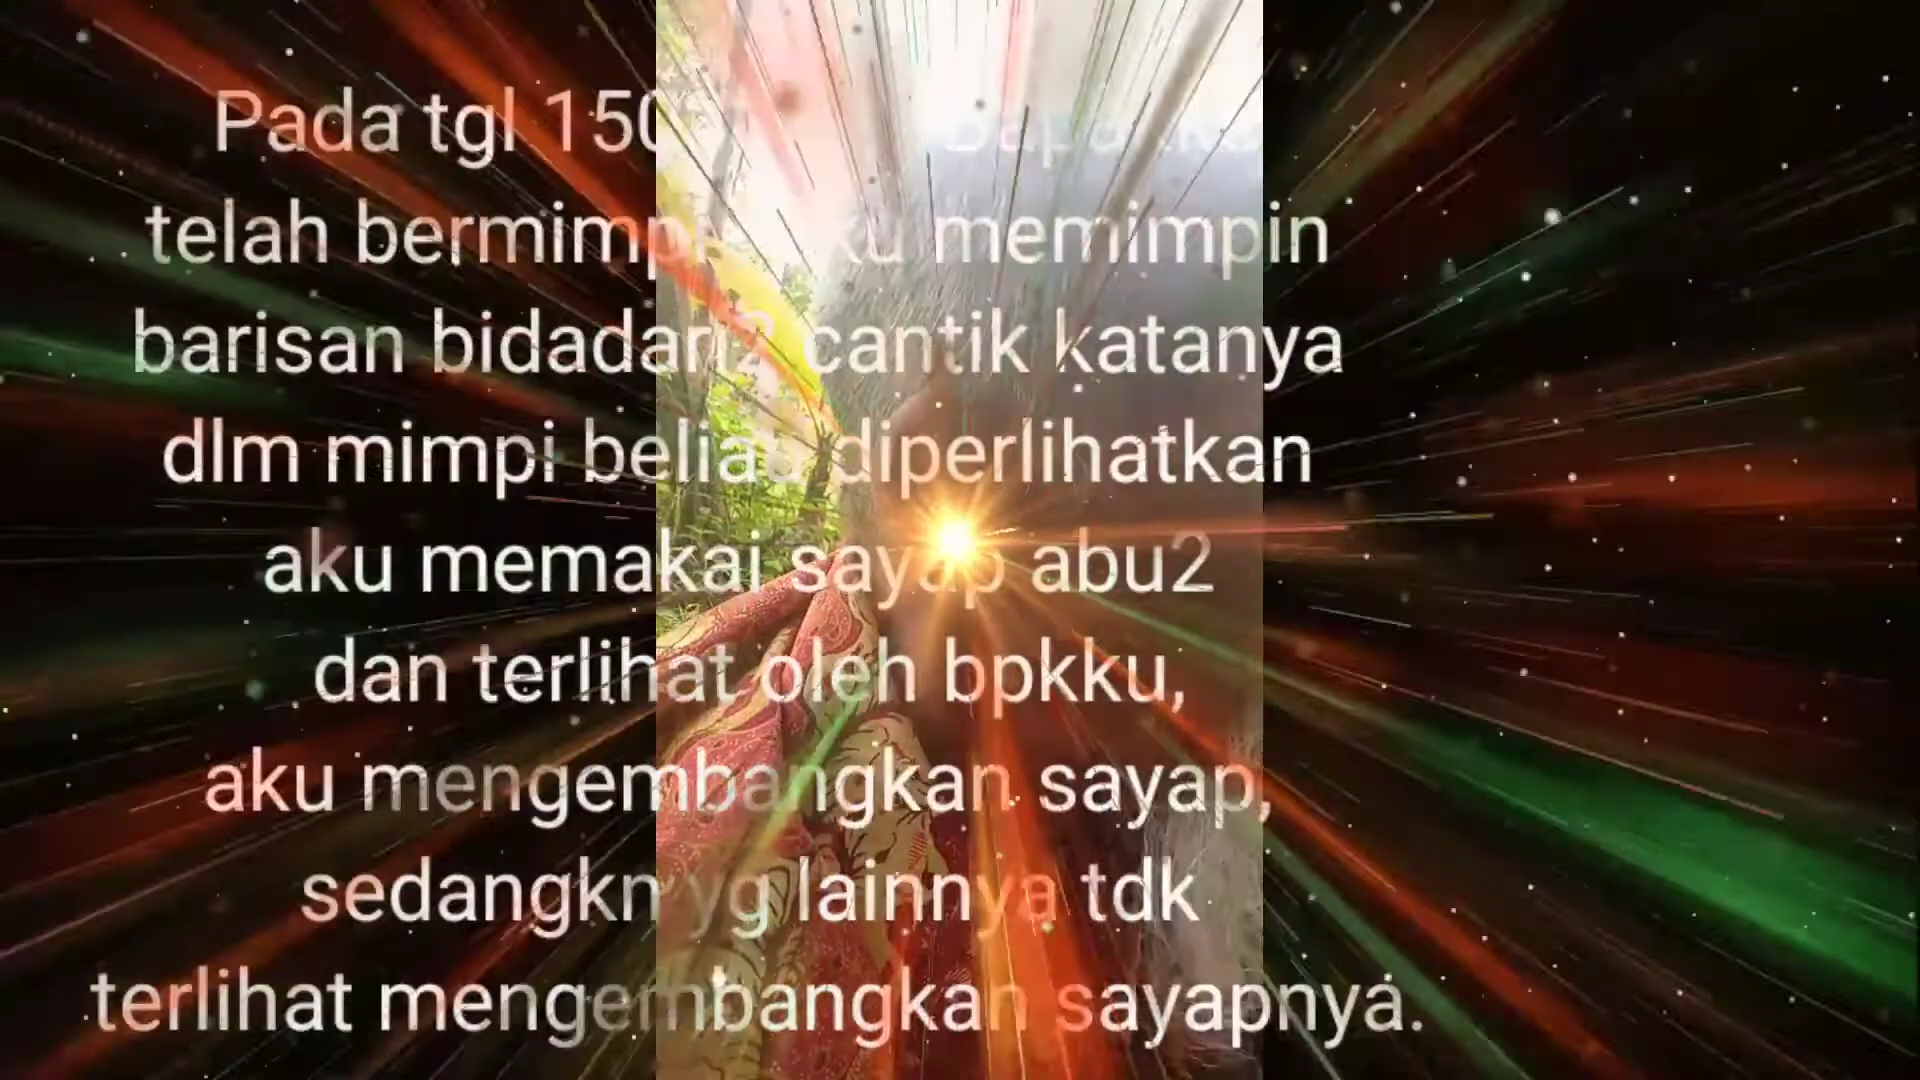 Pada tgl 150
telah bermimpi aku memimpin
barisan bidadari2 cantik katanya
dlm mimpi beliau diperlihatkan
aku memakai sayap abu2
dan terlihat oleh bpkku,
aku mengembangkan sayap,
sedangkn yg lainnya tdk
terlihat mengembangkan sayapnya.